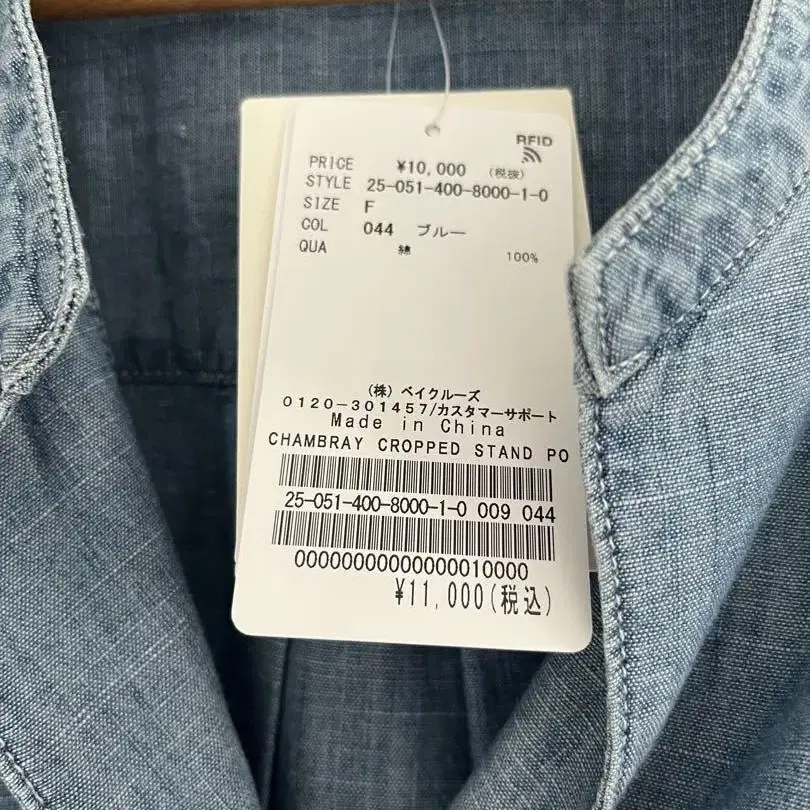 RFID
PRICE ¥10,000 (税抜)
STYLE 25-051-400-8000-1-0
SIZE F
COL 044 ブルー
QUA 綿 100%
(株) ベイクルーズ
0120-301457/カスタマーサポート
Made in China
CHAMBRAY CROPPED STAND PO
25-051-400-8000-1-0 009 044
00000000000000010000
¥11,000(税込)